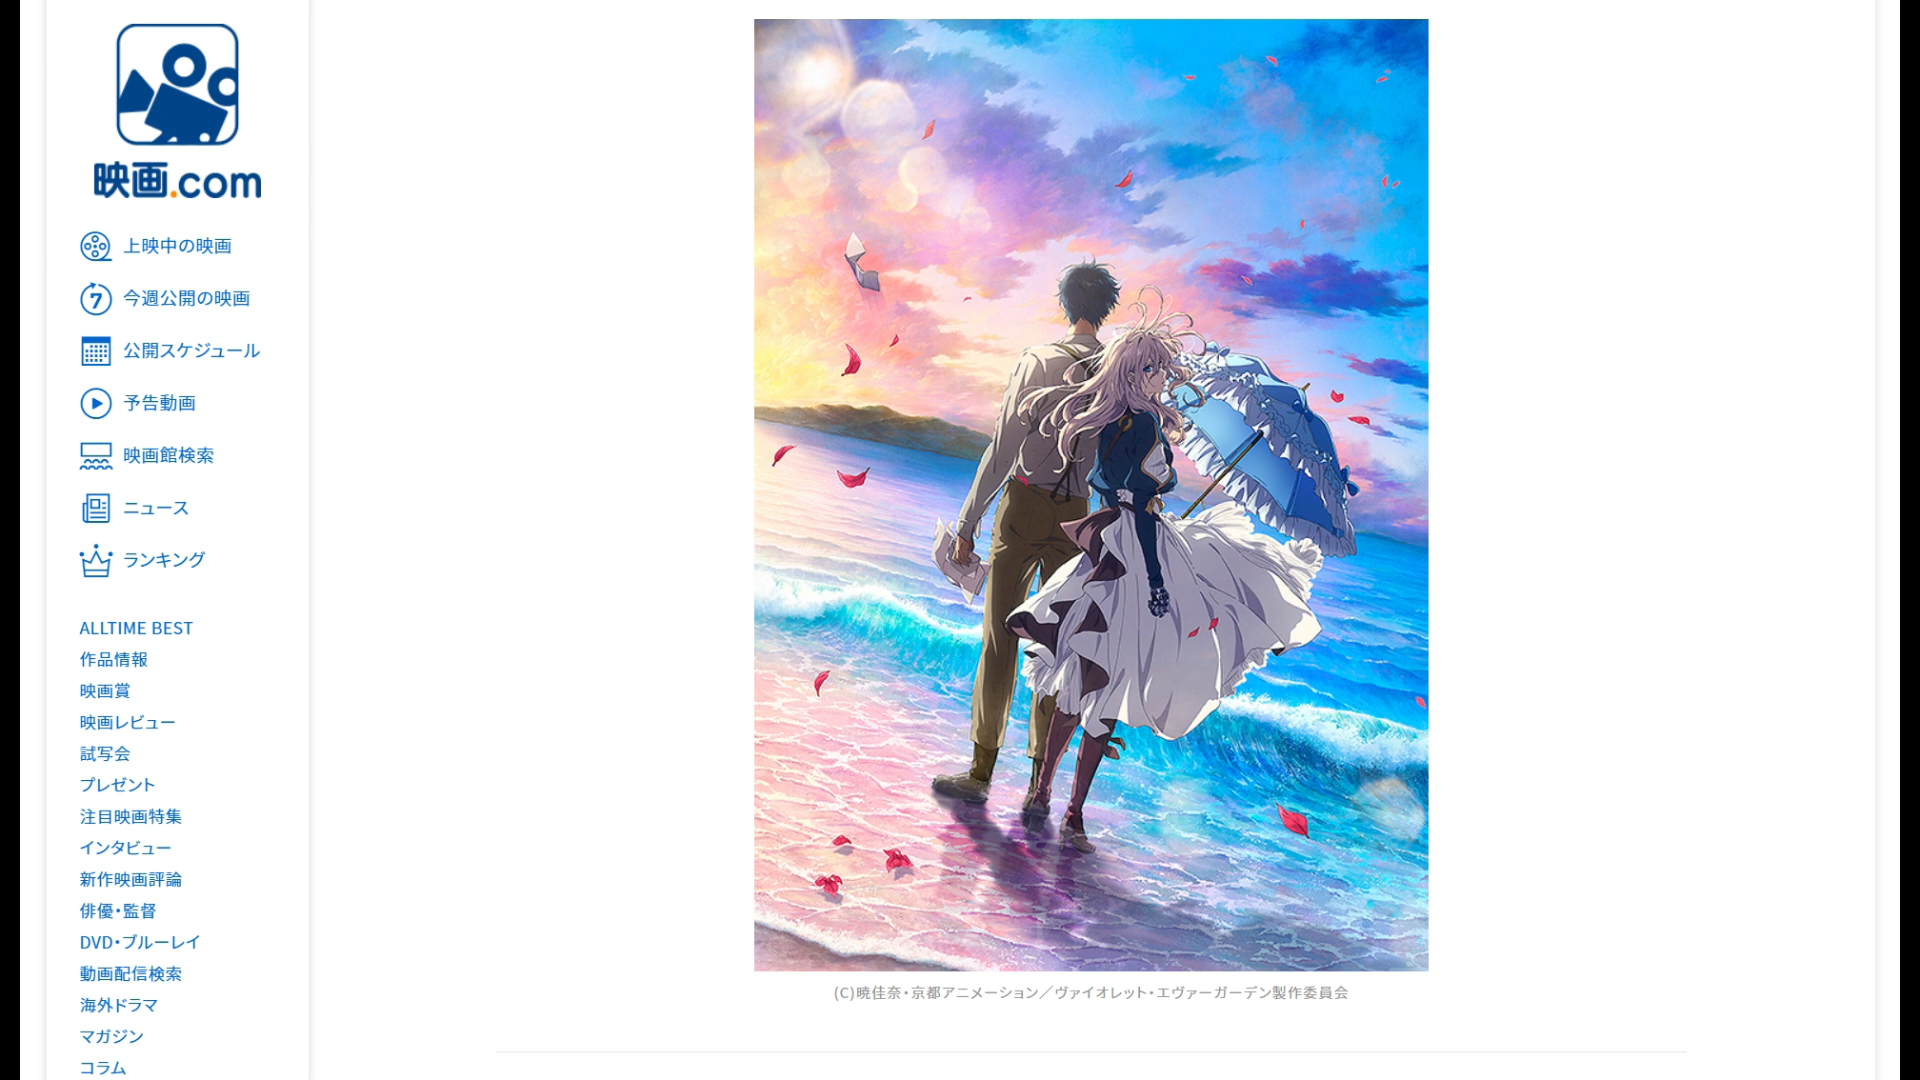 映画.com
上映中の映画
7 今週公開の映画
公開スケジュール
予告動画
映画館検索
ニュース
ランキング
ALLTIME BEST
作品情報
映画賞
映画レビュー
試写会
プレゼント
注目映画特集
インタビュー
新作映画評論
俳優・監督
DVD・ブルーレイ
動画配信検索
海外ドラマ
マガジン
コラム
(C)暁佳奈・京都アニメーション／ヴァイオレット・エヴァーガーデン製作委員会